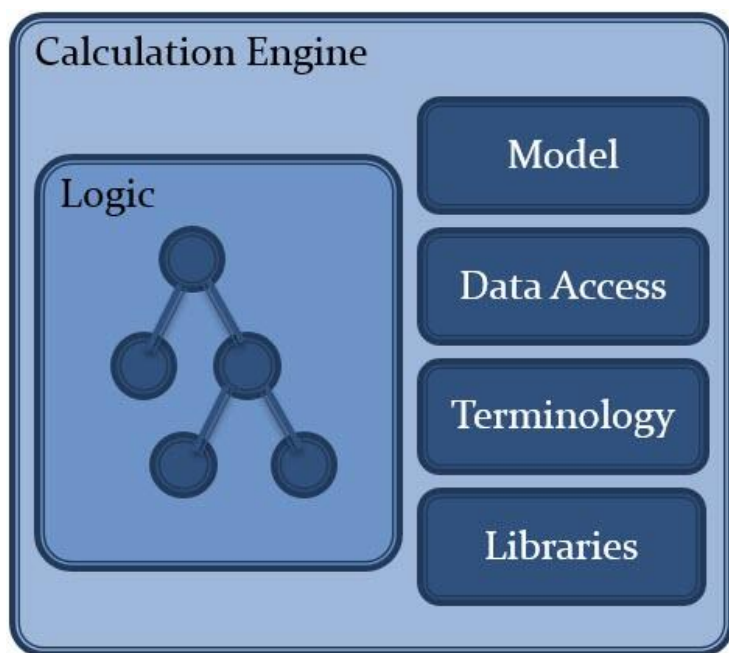 Calculation Engine
Logic
Model
Data Access
Terminology
Libraries